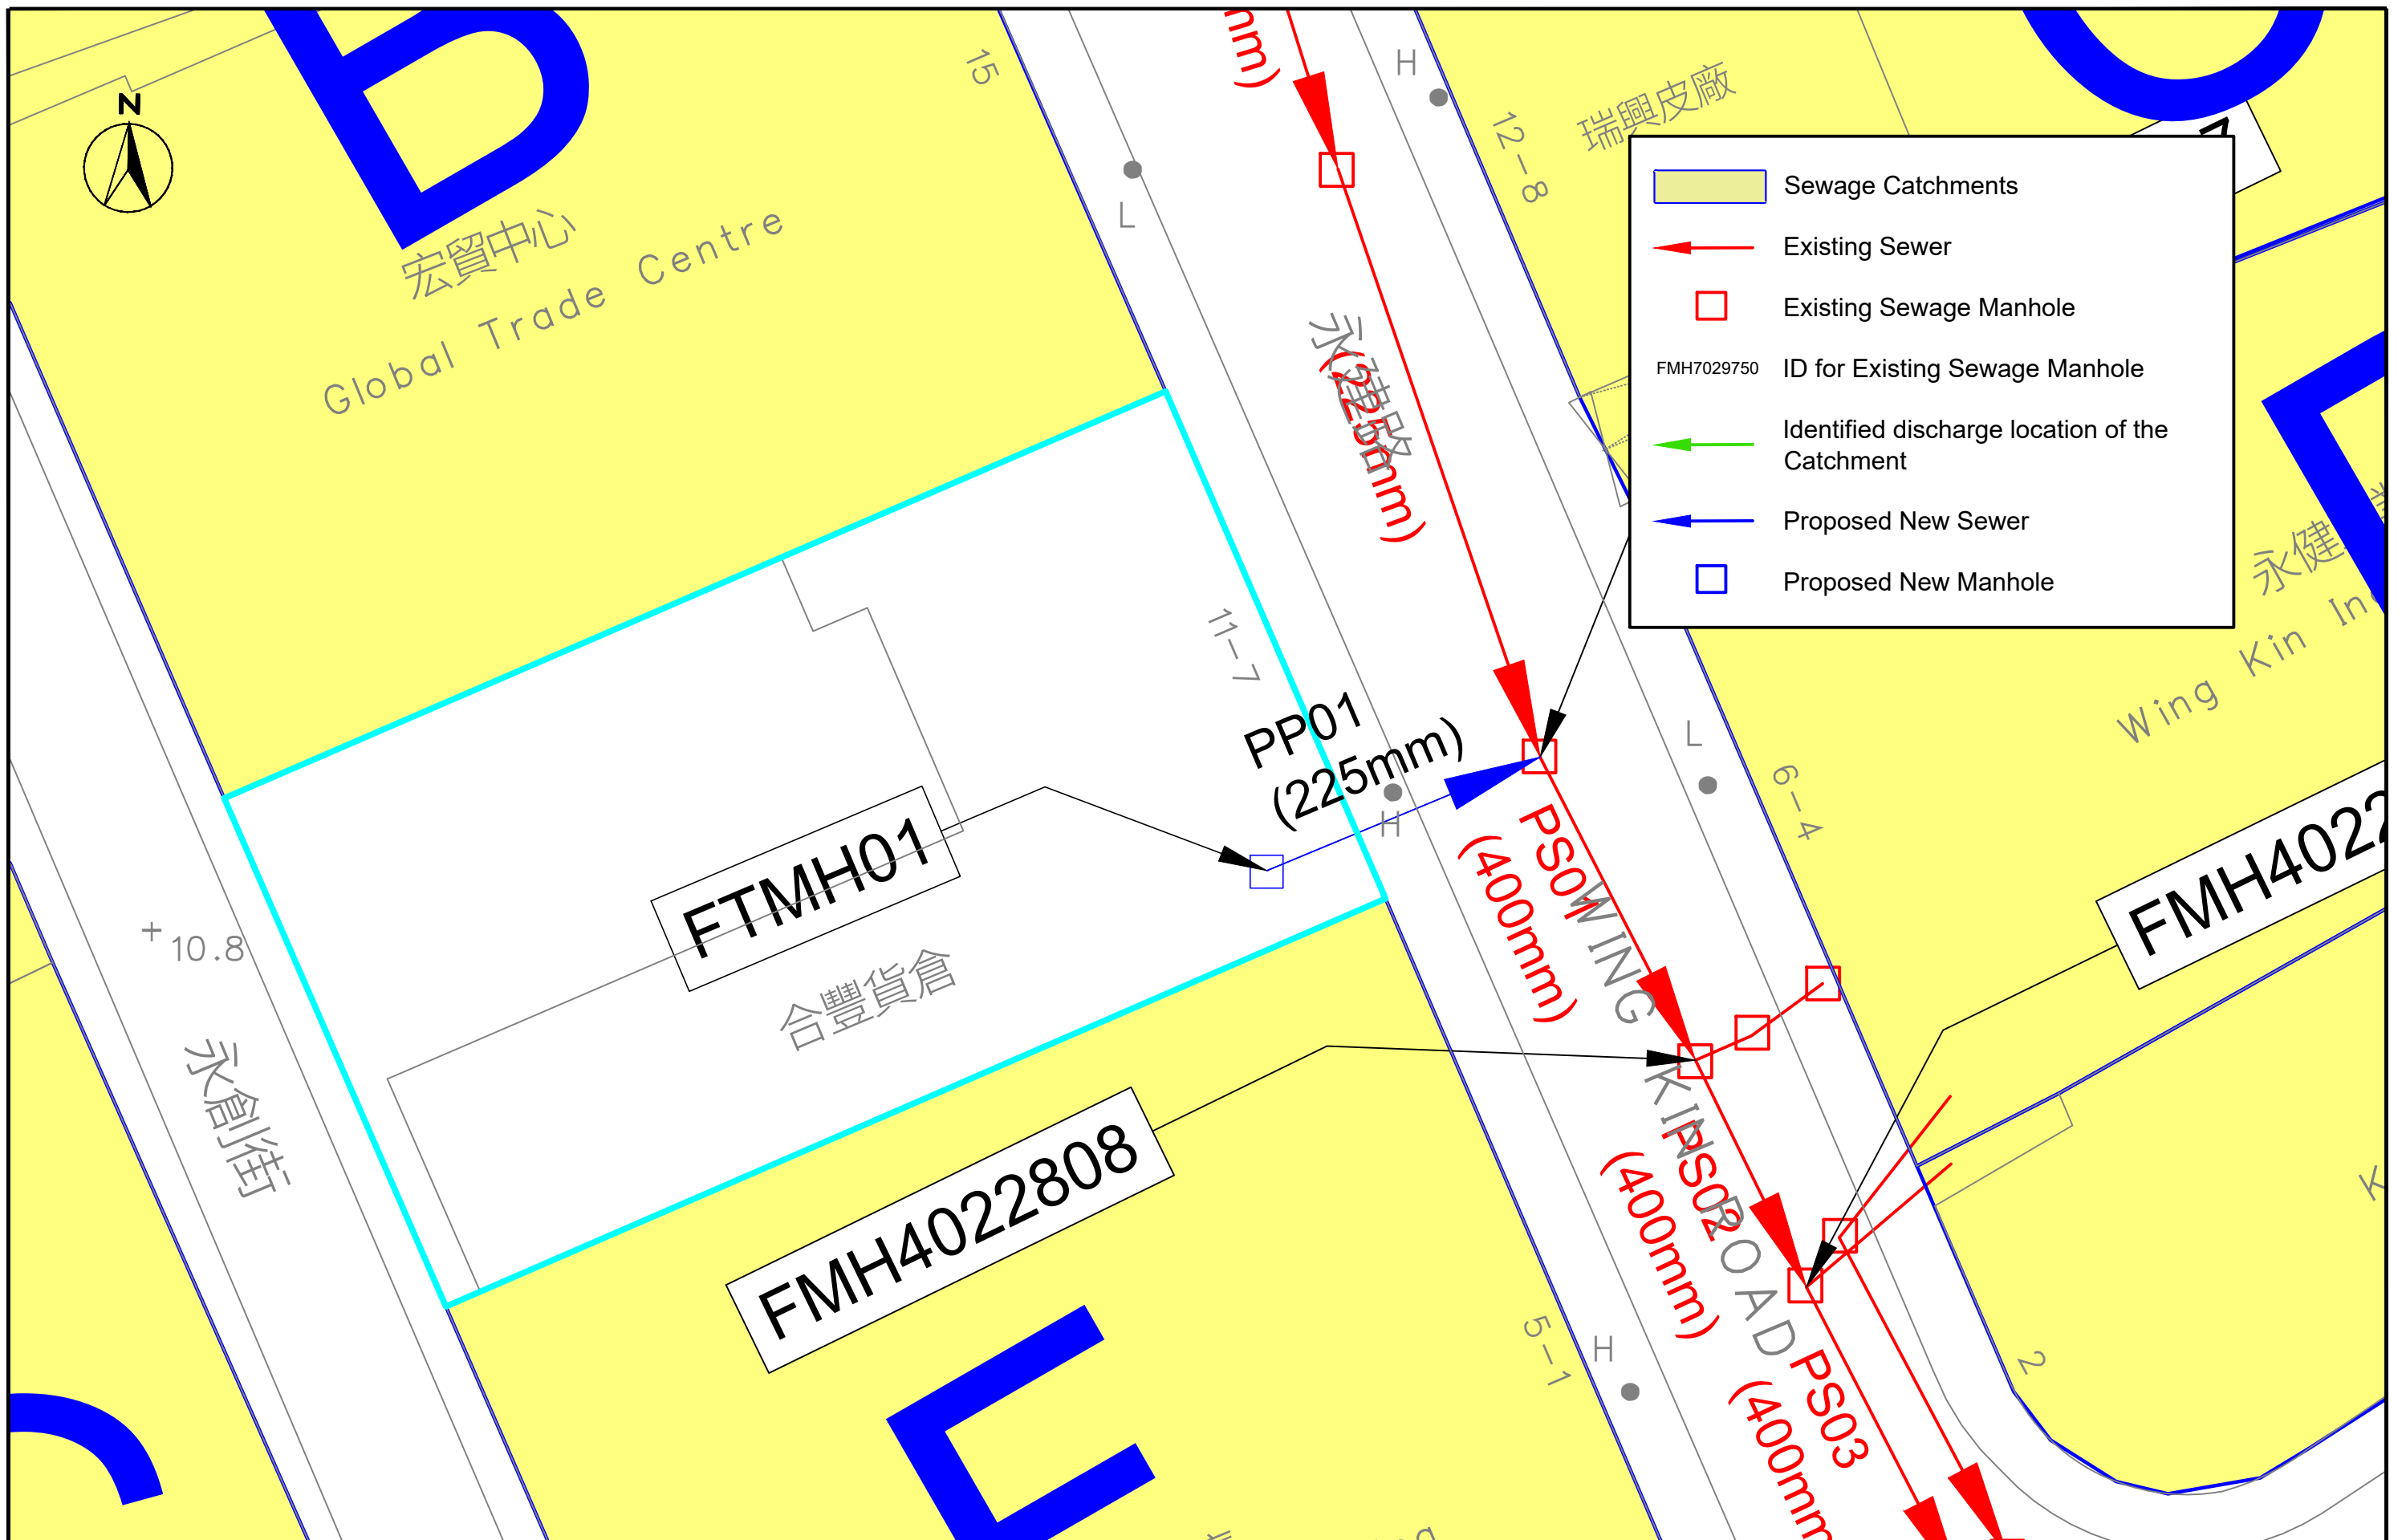 N
B
15
mm)
H
12-8
瑞興皮廠
7
L
宏貿中心
Global Trade Centre
永建路
(225mm)
Sewage Catchments
Existing Sewer
Existing Sewage Manhole
FMH7029750
ID for Existing Sewage Manhole
Identified discharge location of the
Catchment
Proposed New Sewer
Proposed New Manhole
永健
Wing Kin In
11-7
PP01
(225mm)
H
L
6-4
FTMH01
PS01
(400mm)
WING KIN ROAD
FMH4022
+10.8
合豐貨倉
永創街
FMH4022808
PS02
(400mm)
K
5-1
H
2
PS03
(400mm
E